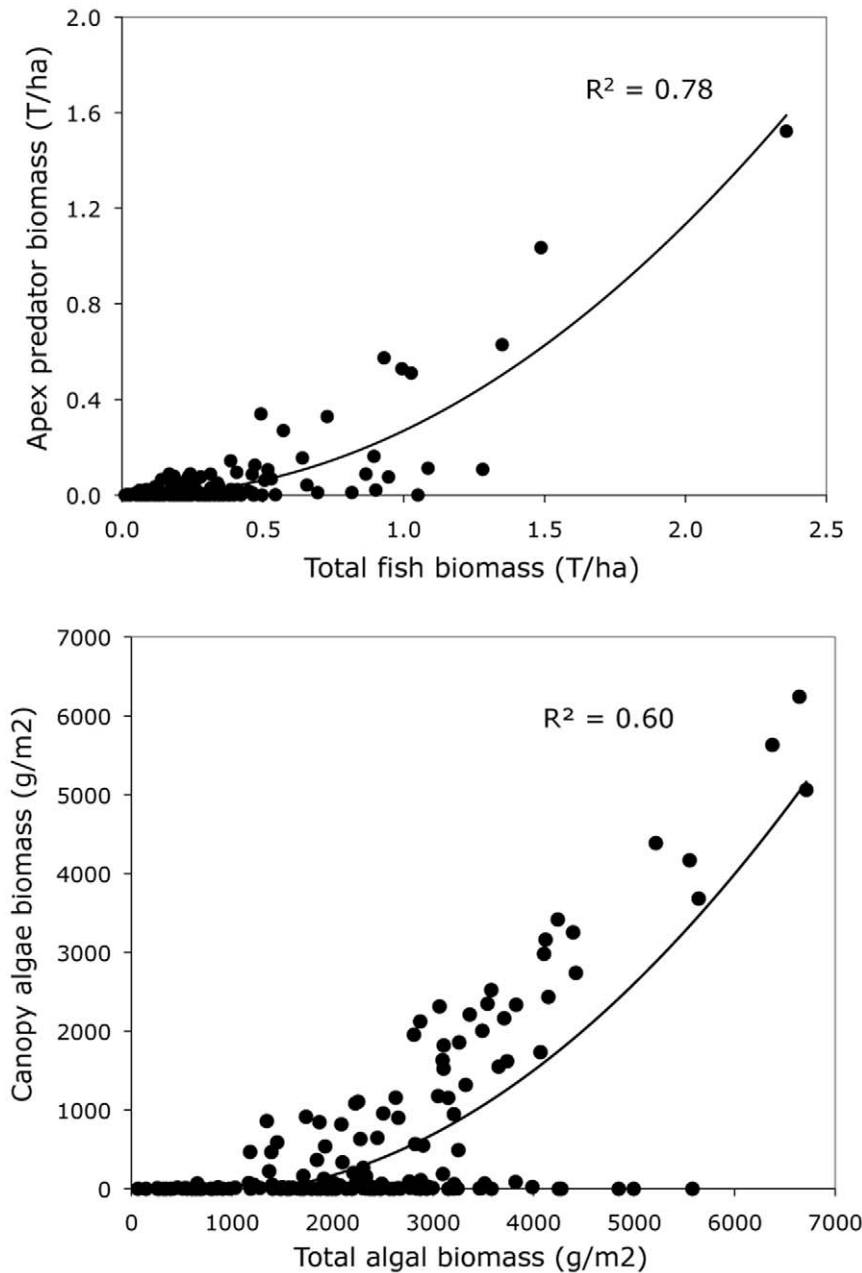 2.0
R² = 0.78
1.6
1.2
0.8
0.4
0.0
Apex predator biomass (T/ha)
0.0 0.5 1.0 1.5 2.0 2.5
Total fish biomass (T/ha)
7000
R² = 0.60
6000
5000
4000
3000
2000
1000
0
Canopy algae biomass (g/m2)
0 1000 2000 3000 4000 5000 6000 7000
Total algal biomass (g/m2)